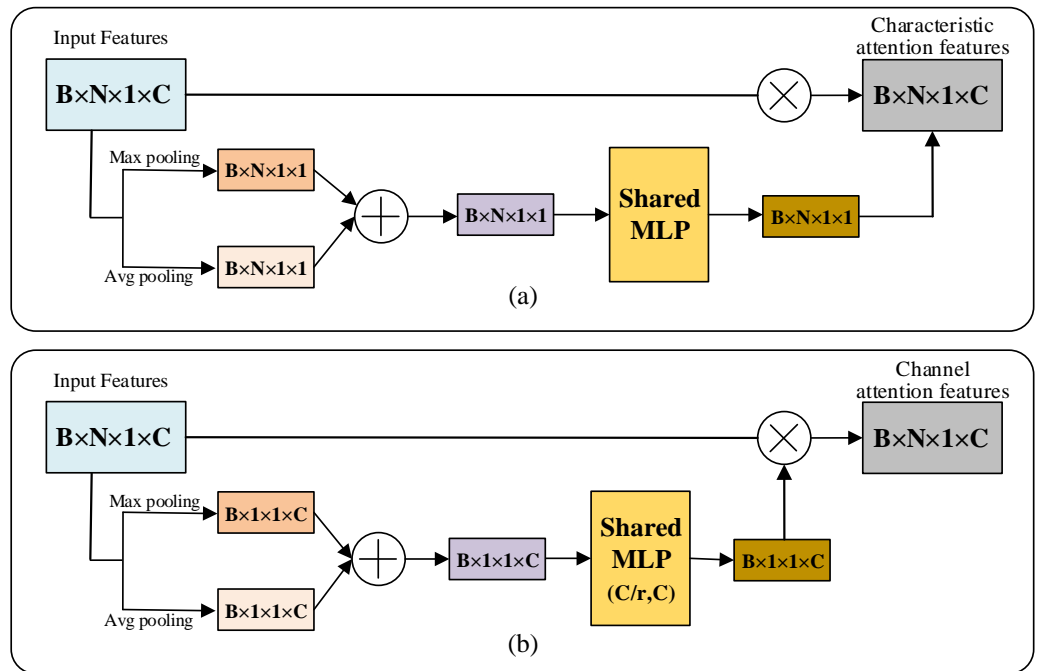 Input Features
Characteristic
attention features
B×N×1×C
B×N×1×C
Max pooling
B×N×1×1
Shared
MLP
B×N×1×1
B×N×1×1
Avg pooling
B×N×1×1
(a)
Input Features
Channel
attention features
B×N×1×C
B×N×1×C
Max pooling
B×1×1×C
Shared
MLP
(C/r,C)
B×1×1×C
B×1×1×C
Avg pooling
B×1×1×C
(b)